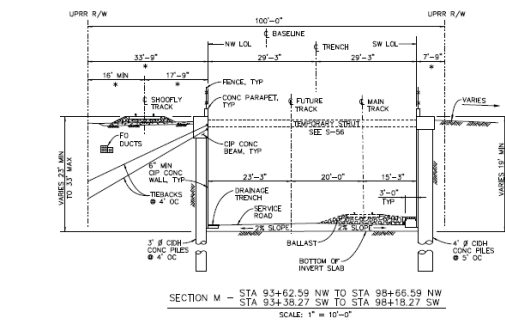 UPRR R/W
UPRR R/W
100'-0"
℄ BASELINE
NW LOL
℄ TRENCH
SW LOL
33'-9"
29'-3"
29'-3"
7'-9"
*
*
16' MIN
17'-9"
*
*
FENCE, TYP
℄ SHOOFLY
TRACK
CONC PARAPET,
TYP
℄ FUTURE
TRACK
℄ MAIN
TRACK
VARIES
TEMPORARY STRUT
SEE S-56
FO
DUCTS
CIP CONC
BEAM, TYP
6" MIN
CIP CONC
WALL, TYP
VARIES 23' MIN
TO 33' MAX
VARIES 19' MIN
23'-3"
20'-0"
15'-3"
TIEBACKS
@ 4' OC
DRAINAGE
TRENCH
3'-0"
TYP
SERVICE
ROAD
2% SLOPE
2% SLOPE
3' Ø CIDH
CONC PILES
@ 4' OC
BALLAST
BOTTOM OF
INVERT SLAB
4' Ø CIDH
CONC PILES
@ 5' OC
SECTION M - STA 93+62.59 NW TO STA 98+66.59 NW
STA 93+38.27 SW TO STA 98+18.27 SW
SCALE: 1" = 10'-0"